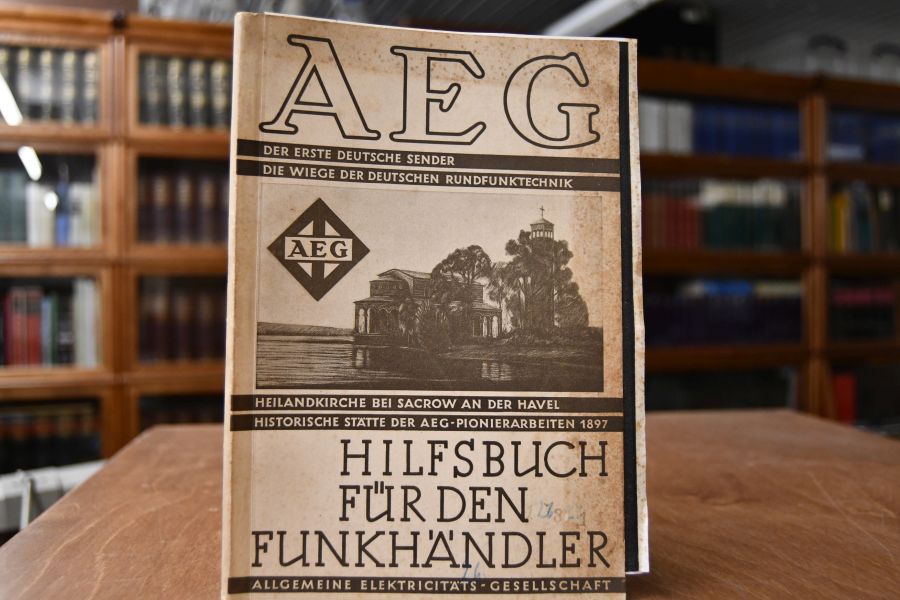 AEG
DER ERSTE DEUTSCHE SENDER
DIE WIEGE DER DEUTSCHEN RUNDFUNKTECHNIK
AEG
HEILANDKIRCHE BEI SACROW AN DER HAVEL
HISTORISCHE STÄTTE DER AEG-PIONIERARBEITEN 1897
HILFSBUCH
FÜR DEN
FUNKHÄNDLER
ALLGEMEINE ELEKTRICITÄTS-GESELLSCHAFT